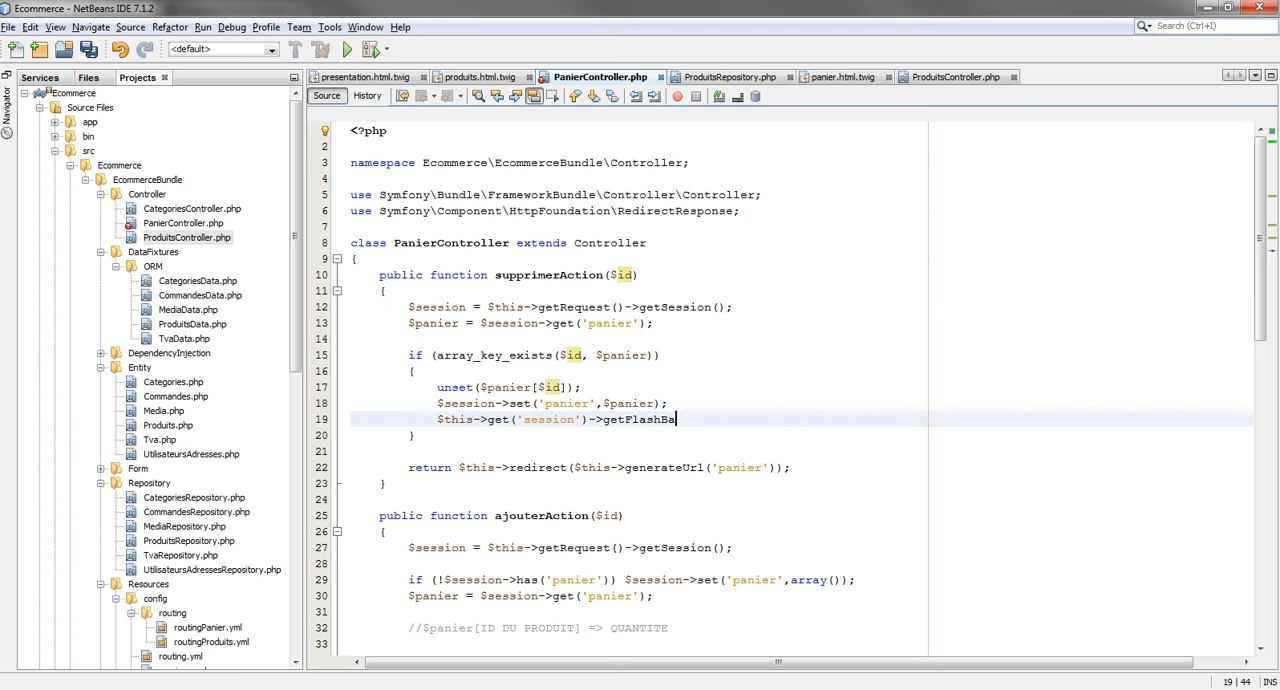 Ecommerce - NetBeans IDE 7.1.2
File Edit View Navigate Source Refactor Run Debug Profile Team Tools Window Help
Search (Ctrl+I)
<default>
Services Files Projects
presentation.html.twig produits.html.twig PanierController.php ProduitsRepository.php panier.html.twig ProduitsController.php
Navigator
Source History
Ecommerce
Source Files
app
bin
src
Ecommerce
EcommerceBundle
Controller
CategoriesController.php
PanierController.php
ProduitsController.php
DataFixtures
ORM
CategoriesData.php
CommandesData.php
MediaData.php
ProduitsData.php
TvaData.php
DependencyInjection
Entity
Categories.php
Commandes.php
Media.php
Produits.php
Tva.php
UtilisateursAdresses.php
Form
Repository
CategoriesRepository.php
CommandesRepository.php
MediaRepository.php
ProduitsRepository.php
TvaRepository.php
UtilisateursAdressesRepository.php
Resources
config
routing
routingPanier.yml
routingProduits.yml
routing.yml
<?php
2
3 namespace Ecommerce\EcommerceBundle\Controller;
4
5 use Symfony\Bundle\FrameworkBundle\Controller\Controller;
6 use Symfony\Component\HttpFoundation\RedirectResponse;
7
8 class PanierController extends Controller
9 {
10 public function supprimerAction($id)
11 {
12 $session = $this->getRequest()->getSession();
13 $panier = $session->get('panier');
14
15 if (array_key_exists($id, $panier))
16 {
17 unset($panier[$id]);
18 $session->set('panier',$panier);
19 $this->get('session')->getFlashBa
20 }
21
22 return $this->redirect($this->generateUrl('panier'));
23 }
24
25 public function ajouterAction($id)
26 {
27 $session = $this->getRequest()->getSession();
28
29 if (!$session->has('panier')) $session->set('panier',array());
30 $panier = $session->get('panier');
31
32 //$panier[ID DU PRODUIT] => QUANTITE
33
19 | 44 INS